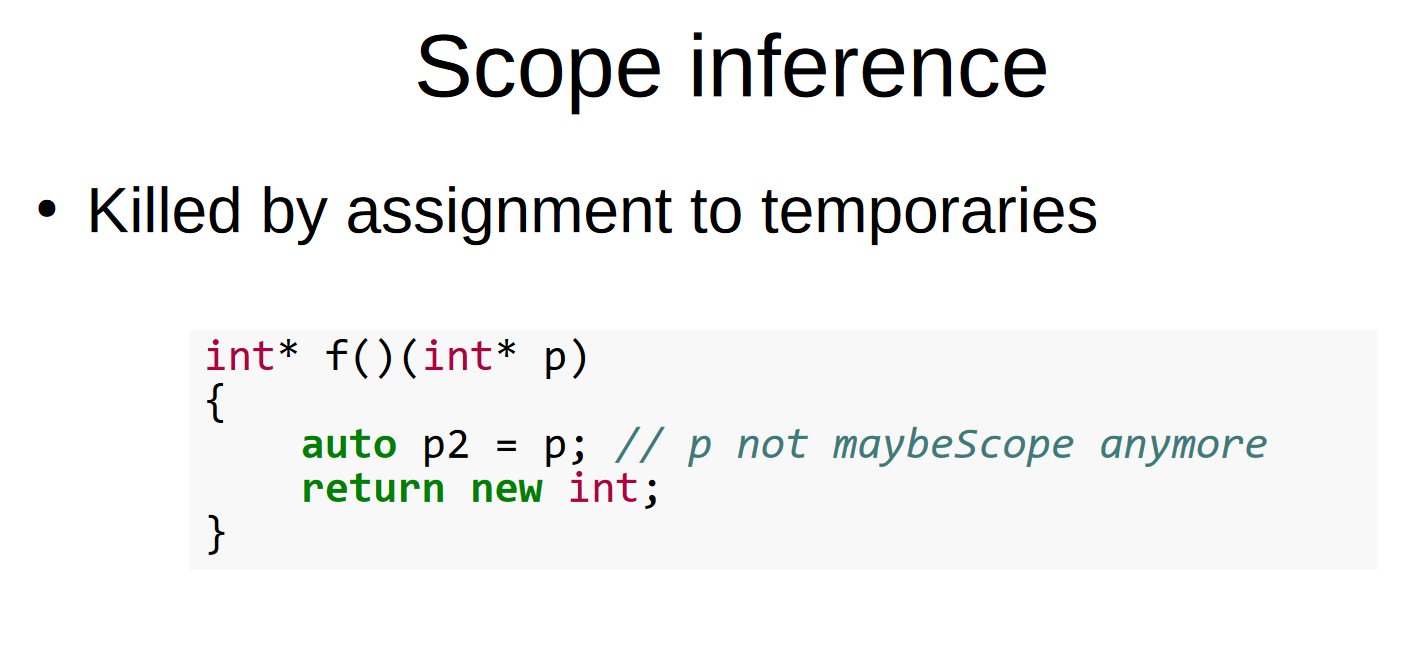 Scope inference
• Killed by assignment to temporaries
int* f()(int* p)
{
    auto p2 = p; // p not maybeScope anymore
    return new int;
}